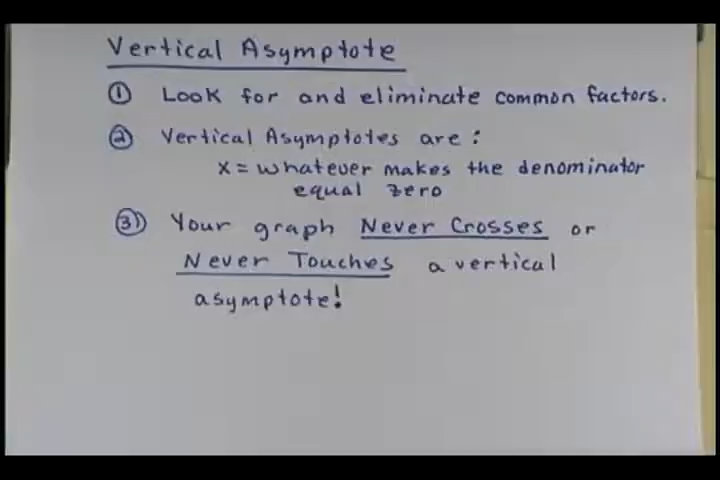 Vertical Asymptote
① Look for and eliminate common factors.
② Vertical Asymptotes are:
x = whatever makes the denominator
equal zero
③ Your graph Never Crosses or
Never Touches a vertical
asymptote!